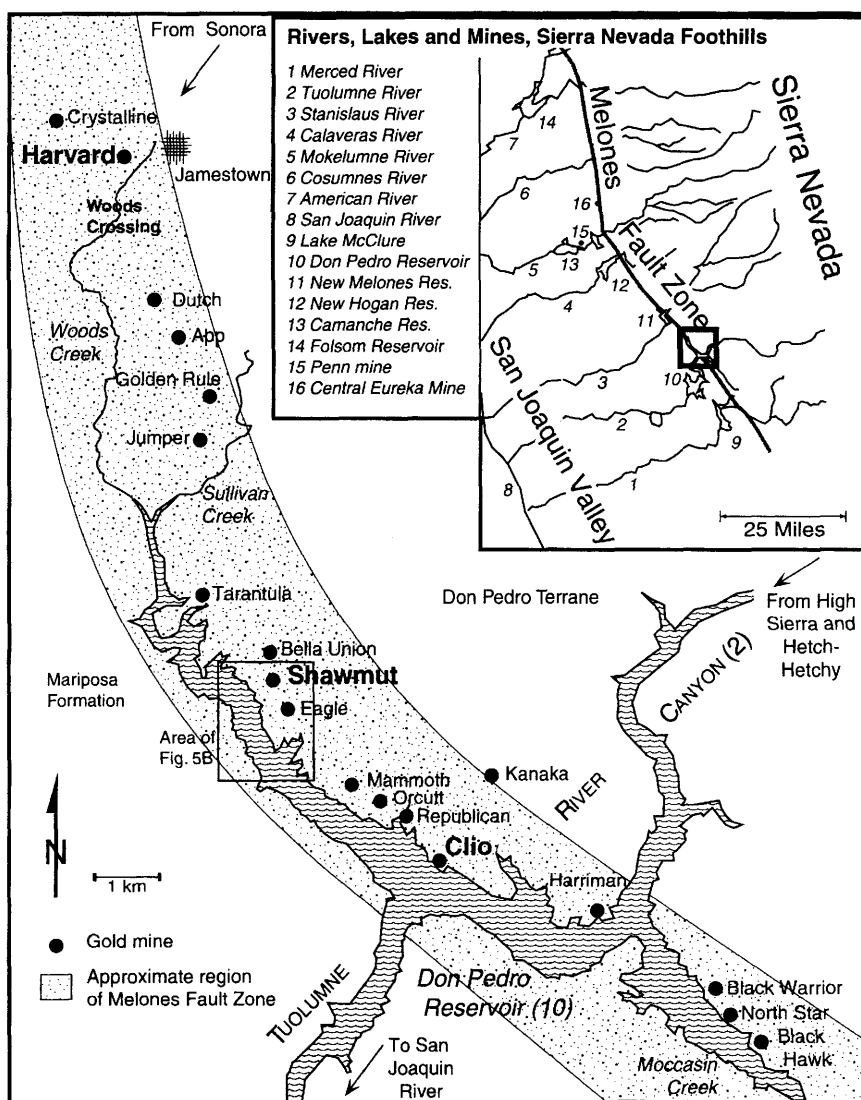 From Sonora
Crystalline
Harvard
Jamestown
Woods
Crossing
Dutch
Woods
Creek
App
Golden Rule
Jumper
Sullivan
Creek
Tarantula
Bella Union
Shawmut
Eagle
Mariposa
Formation
Area of
Fig. 5B
Mammoth
Orcutt
Republican
Clio
Kanaka
Harriman
Don Pedro Terrane
From High
Sierra and
Hetch-
Hetchy
CANYON (2)
RIVER
TUOLUMNE
Don Pedro
Reservoir (10)
Black Warrior
North Star
Black
Hawk
Moccasin
Creek
To San
Joaquin
River
N
1 km
Gold mine
Approximate region
of Melones Fault Zone
Rivers, Lakes and Mines, Sierra Nevada Foothills
1 Merced River
2 Tuolumne River
3 Stanislaus River
4 Calaveras River
5 Mokelumne River
6 Cosumnes River
7 American River
8 San Joaquin River
9 Lake McClure
10 Don Pedro Reservoir
11 New Melones Res.
12 New Hogan Res.
13 Camanche Res.
14 Folsom Reservoir
15 Penn mine
16 Central Eureka Mine
Melones
Fault Zone
Sierra Nevada
San Joaquin Valley
14
7
6
16
15
13
5
12
4
11
10
3
2
9
1
8
25 Miles